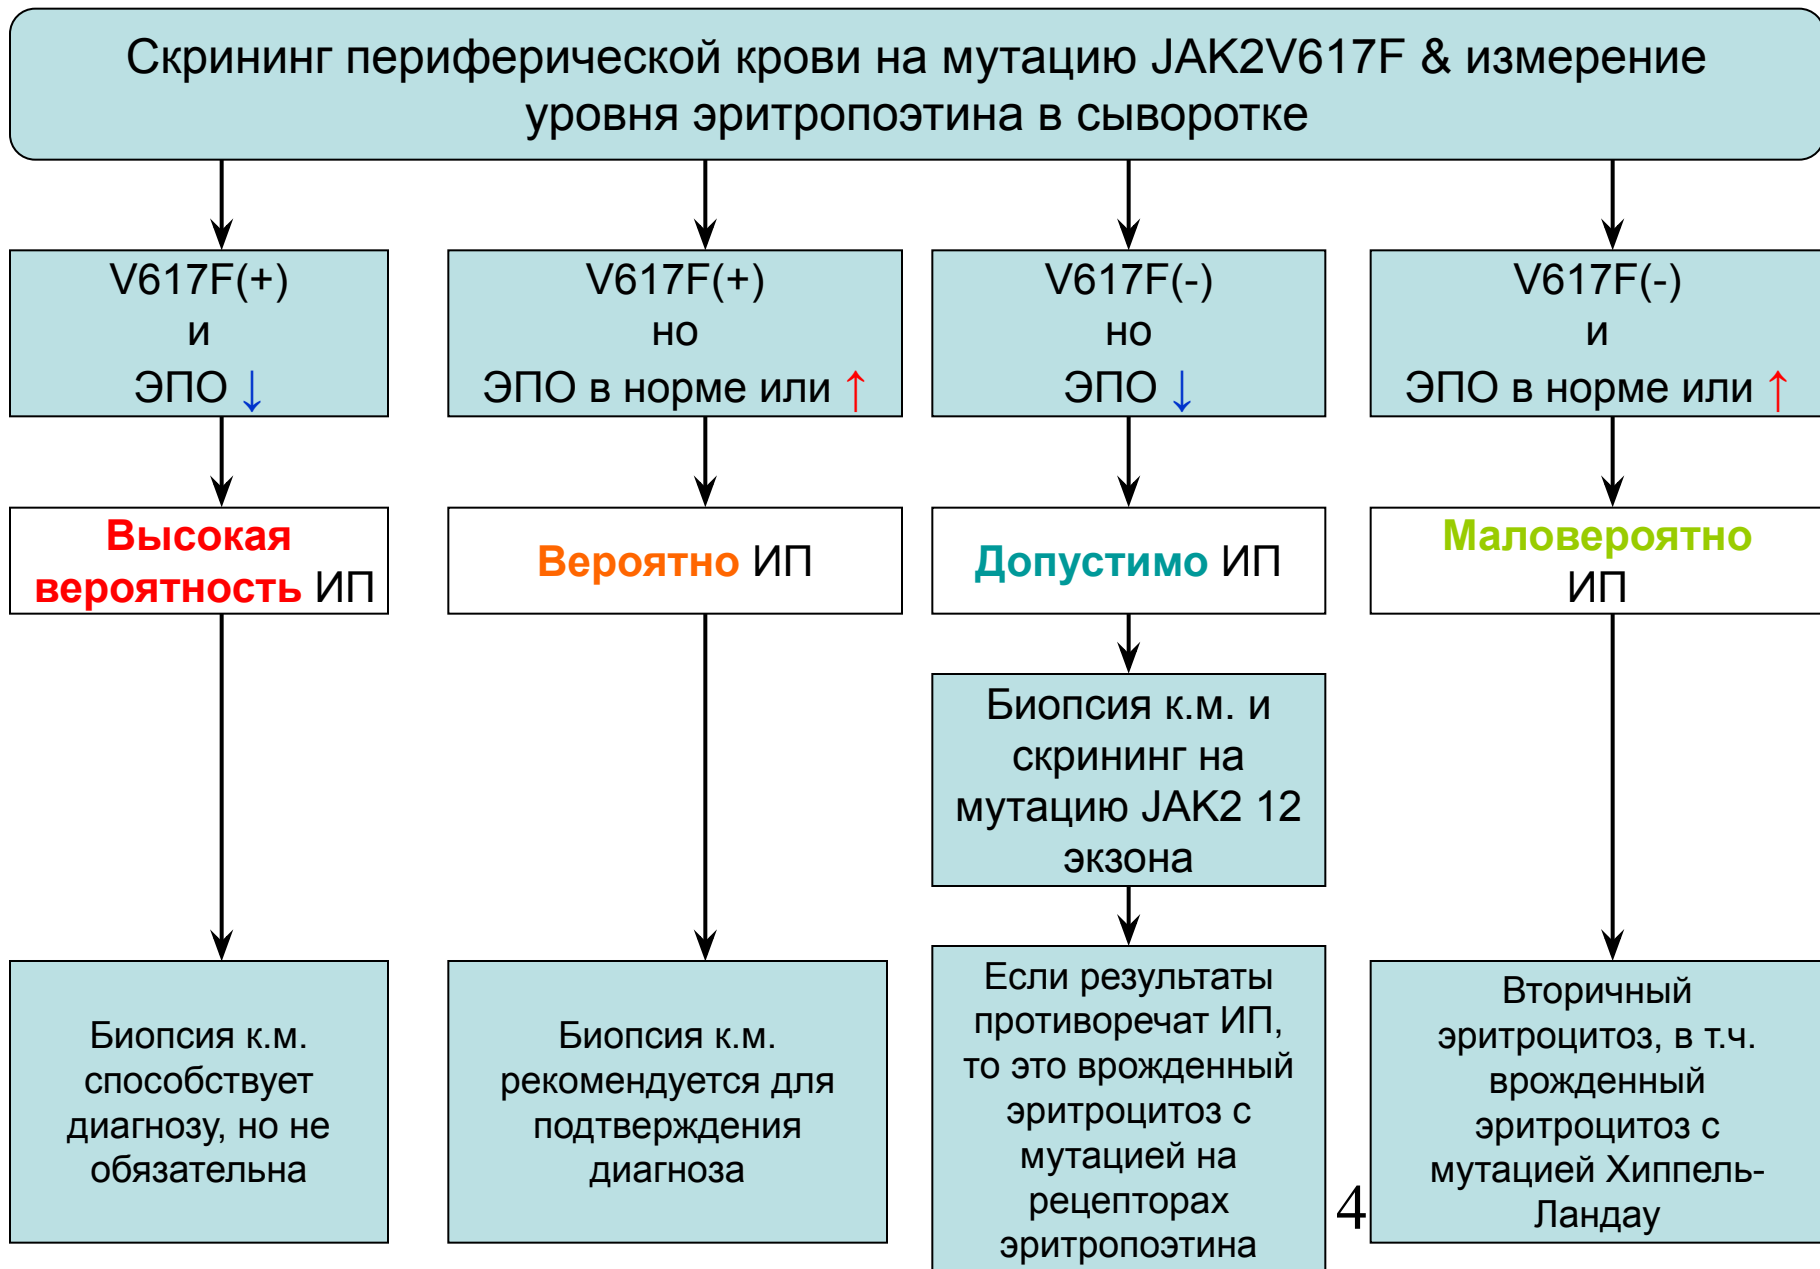 Скрининг периферической крови на мутацию JAK2V617F & измерение
уровня эритропоэтина в сыворотке
V617F(+)
и
ЭПО ↓
V617F(+)
но
ЭПО в норме или ↑
V617F(-)
но
ЭПО ↓
V617F(-)
и
ЭПО в норме или ↑
Высокая
вероятность ИП
Вероятно ИП
Допустимо ИП
Маловероятно
ИП
Биопсия к.м. и
скрининг на
мутацию JAK2 12
экзона
Биопсия к.м.
способствует
диагнозу, но не
обязательна
Биопсия к.м.
рекомендуется для
подтверждения
диагноза
Если результаты
противоречат ИП,
то это врожденный
эритроцитоз с
мутацией на
рецепторах
эритропоэтина
Вторичный
эритроцитоз, в т.ч.
врожденный
эритроцитоз с
мутацией Хиппель-
Ландау
4